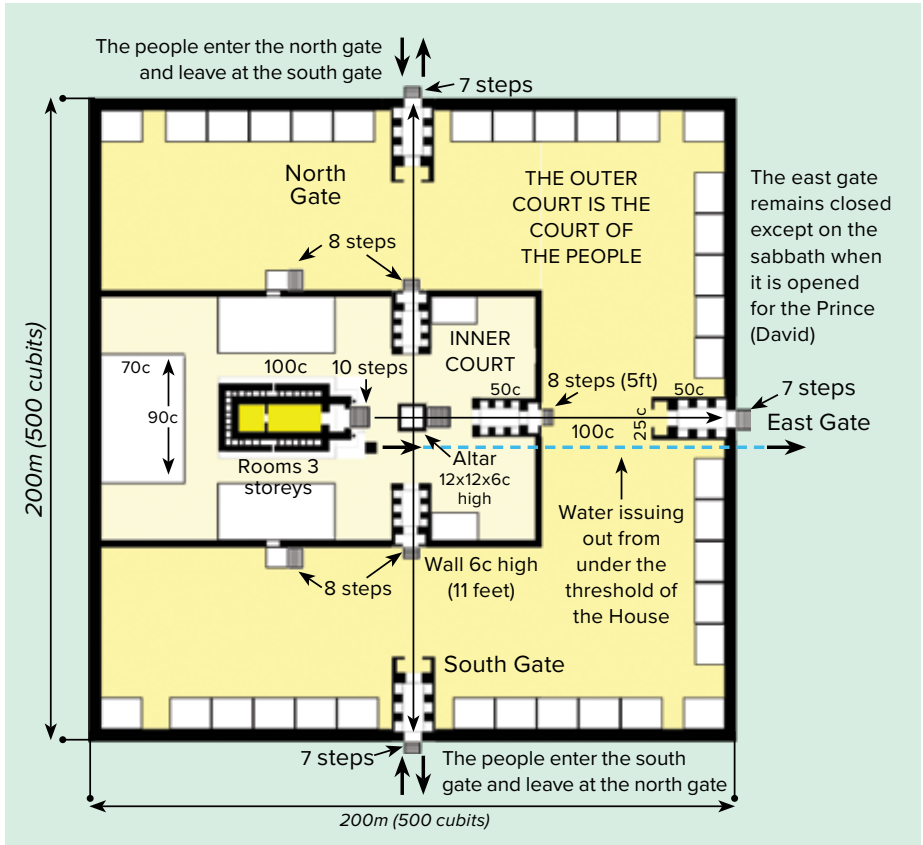 The people enter the north gate
and leave at the south gate
7 steps
North
Gate
THE OUTER
COURT IS THE
COURT OF
THE PEOPLE
The east gate
remains closed
except on the
sabbath when
it is opened
for the Prince
(David)
8 steps
200m (500 cubits)
INNER
COURT
70c
100c
10 steps
90c
50c
8 steps (5ft)
50c
7 steps
25c
East Gate
100c
Rooms 3
storeys
Altar
12x12x6c
high
Water issuing
out from
under the
threshold of
the House
8 steps
Wall 6c high
(11 feet)
South Gate
7 steps
The people enter the south
gate and leave at the north gate
200m (500 cubits)